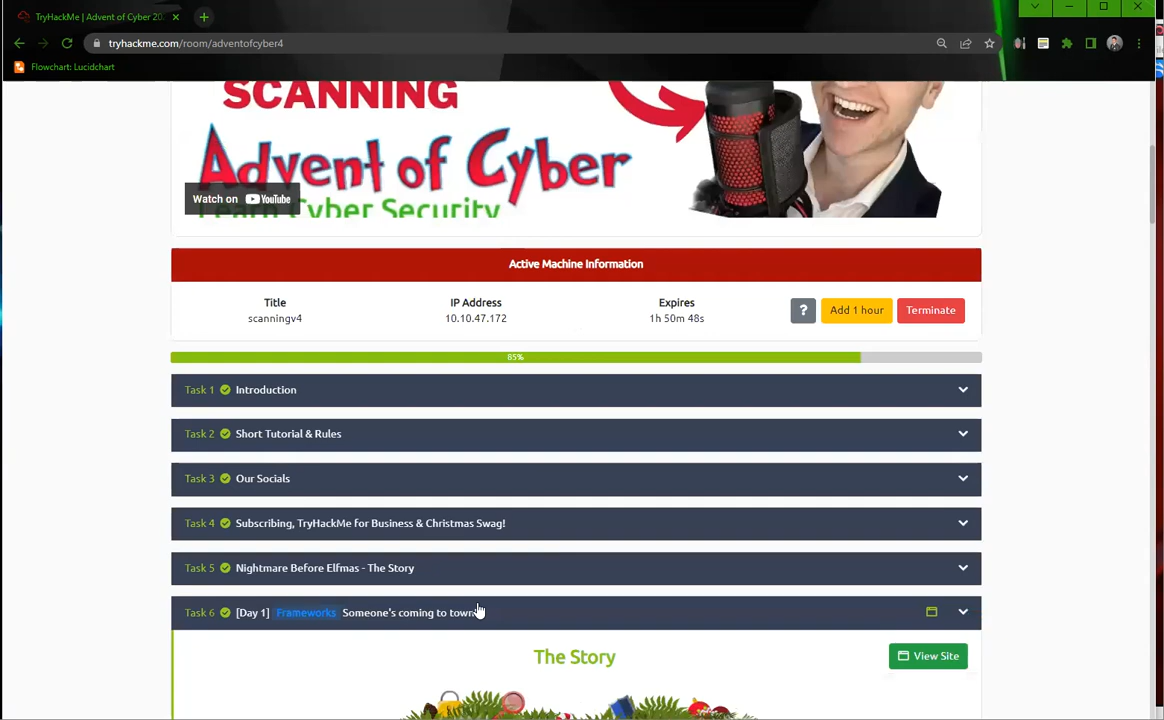 TryHackMe | Advent of Cyber 20
tryhackme.com/room/adventofcyber4
Flowchart: Lucidchart
SCANNING
Advent of Cyber
Watch on YouTube
Learn Cyber Security
Active Machine Information
Title IP Address Expires
scanningv4 10.10.47.172 1h 50m 48s
? Add 1 hour Terminate
85%
Task 1 Introduction
Task 2 Short Tutorial & Rules
Task 3 Our Socials
Task 4 Subscribing, TryHackMe for Business & Christmas Swag!
Task 5 Nightmare Before Elfmas - The Story
Task 6 [Day 1] Frameworks Someone's coming to town
The Story
View Site